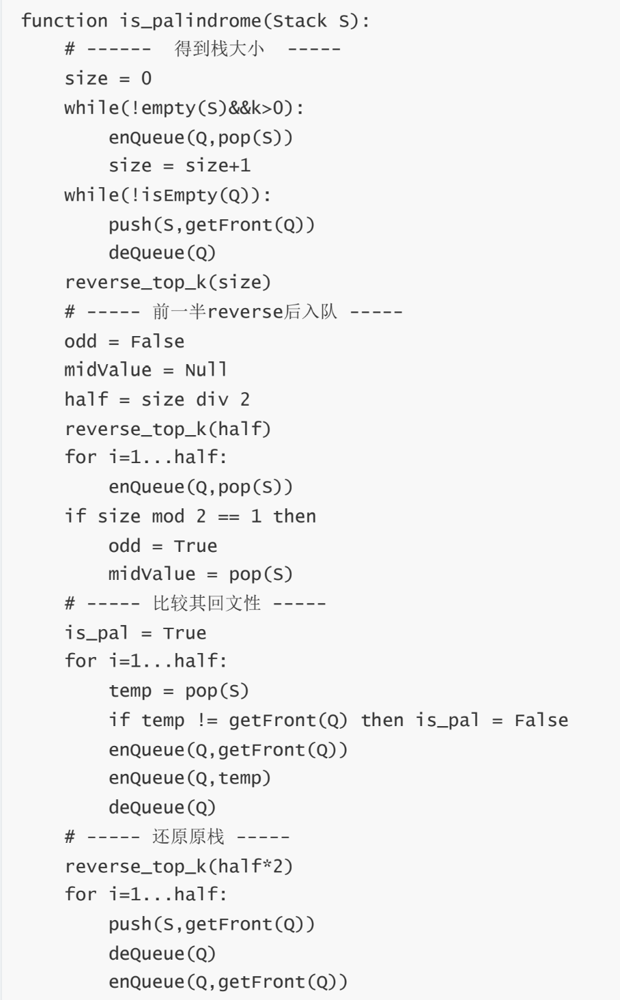 function is_palindrome(Stack S):
    # ------  得到栈大小  -----
    size = 0
    while(!empty(S)&&k>0):
        enQueue(Q,pop(S))
        size = size+1
    while(!isEmpty(Q)):
        push(S,getFront(Q))
        deQueue(Q)
    reverse_top_k(size)
    # ----- 前一半reverse后入队 -----
    odd = False
    midValue = Null
    half = size div 2
    reverse_top_k(half)
    for i=1...half:
        enQueue(Q,pop(S))
    if size mod 2 == 1 then
        odd = True
        midValue = pop(S)
    # ----- 比较其回文性 -----
    is_pal = True
    for i=1...half:
        temp = pop(S)
        if temp != getFront(Q) then is_pal = False
        enQueue(Q,getFront(Q))
        enQueue(Q,temp)
        deQueue(Q)
    # ----- 还原原栈 -----
    reverse_top_k(half*2)
    for i=1...half:
        push(S,getFront(Q))
        deQueue(Q)
        enQueue(Q,getFront(Q))